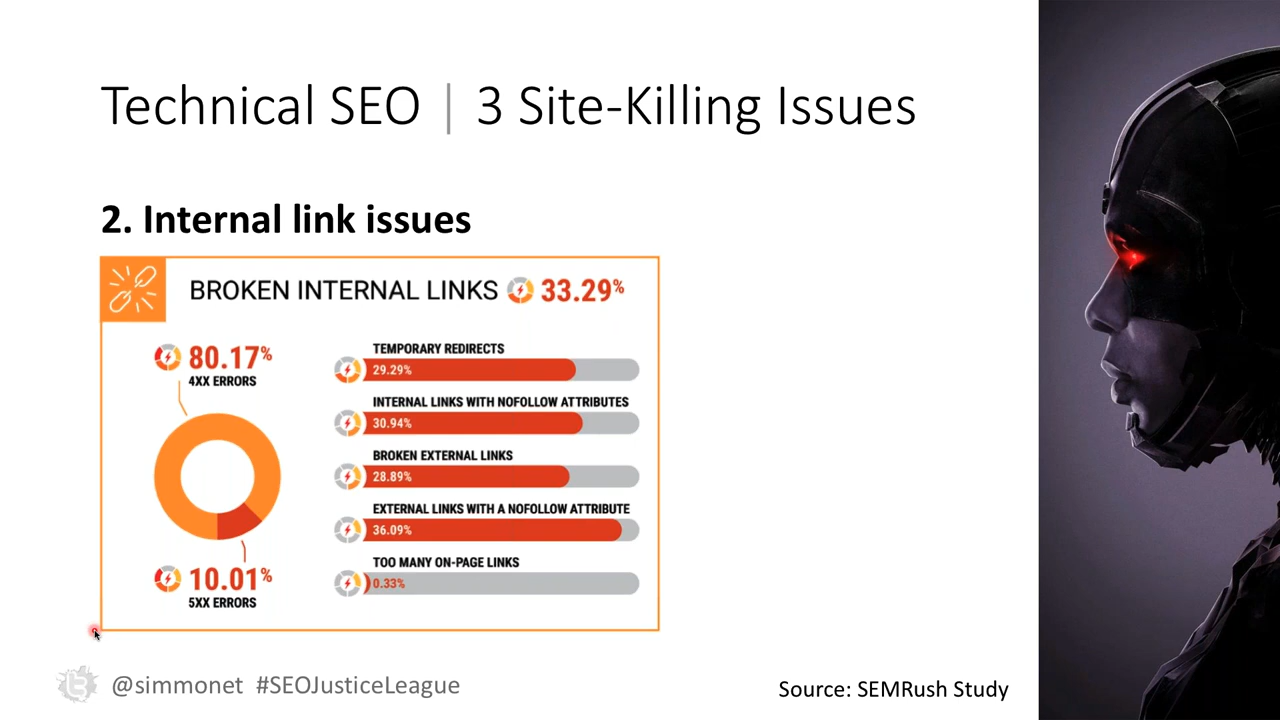 Technical SEO | 3 Site-Killing Issues
2. Internal link issues
BROKEN INTERNAL LINKS 33.29%
80.17%
4XX ERRORS
10.01%
5XX ERRORS
TEMPORARY REDIRECTS
29.29%
INTERNAL LINKS WITH NOFOLLOW ATTRIBUTES
30.94%
BROKEN EXTERNAL LINKS
28.89%
EXTERNAL LINKS WITH A NOFOLLOW ATTRIBUTE
36.09%
TOO MANY ON-PAGE LINKS
0.33%
@simmonet #SEOJusticeLeague
Source: SEMRush Study